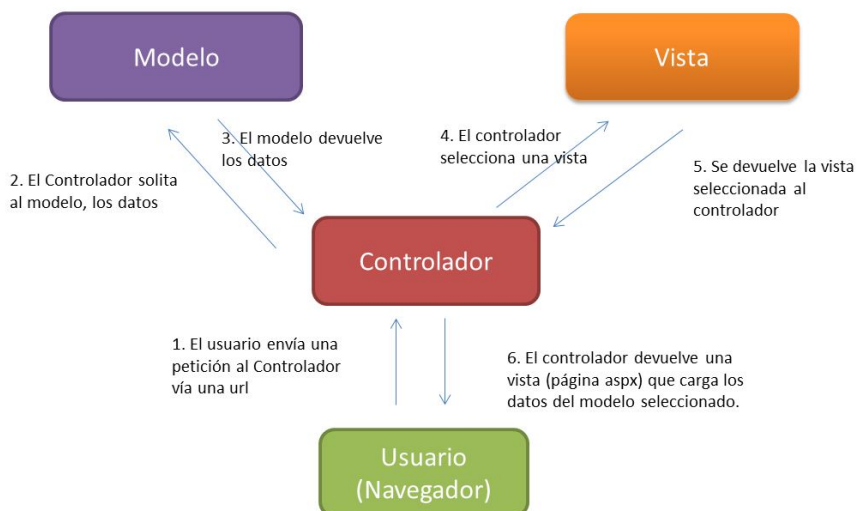 Modelo
Vista
3. El modelo devuelve
los datos
4. El controlador
selecciona una vista
2. El Controlador solita
al modelo, los datos
5. Se devuelve la vista
seleccionada al
controlador
Controlador
1. El usuario envía una
petición al Controlador
vía una url
6. El controlador devuelve una
vista (página aspx) que carga los
datos del modelo seleccionado.
Usuario
(Navegador)